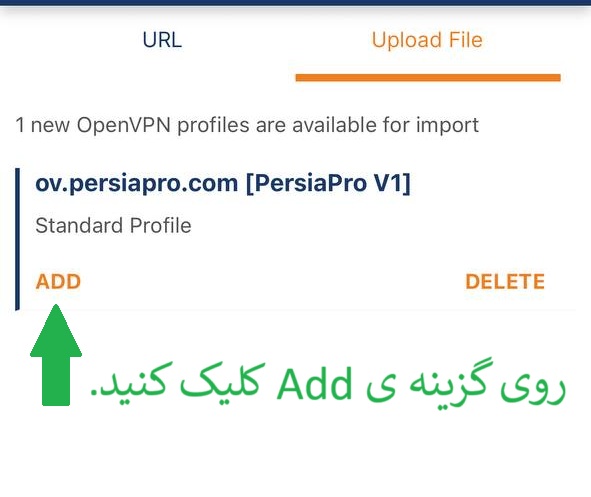 URL Upload File
1 new OpenVPN profiles are available for import
ov.persiapro.com [PersiaPro V1]
Standard Profile
ADD DELETE
روی گزینه ی Add کلیک کنید.